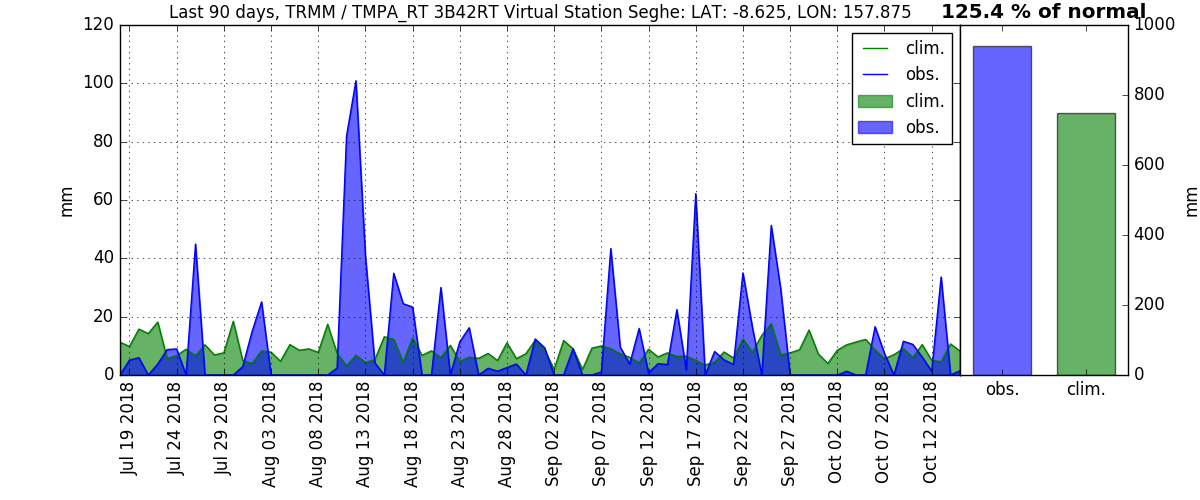 Last 90 days, TRMM / TMPA_RT 3B42RT Virtual Station Seghe: LAT: -8.625, LON: 157.875
125.4 % of normal
120
100
80
60
40
20
0
mm
clim.
obs.
clim.
obs.
1000
800
600
400
200
0
mm
Jul 19 2018
Jul 24 2018
Jul 29 2018
Aug 03 2018
Aug 08 2018
Aug 13 2018
Aug 18 2018
Aug 23 2018
Aug 28 2018
Sep 02 2018
Sep 07 2018
Sep 12 2018
Sep 17 2018
Sep 22 2018
Sep 27 2018
Oct 02 2018
Oct 07 2018
Oct 12 2018
obs.
clim.